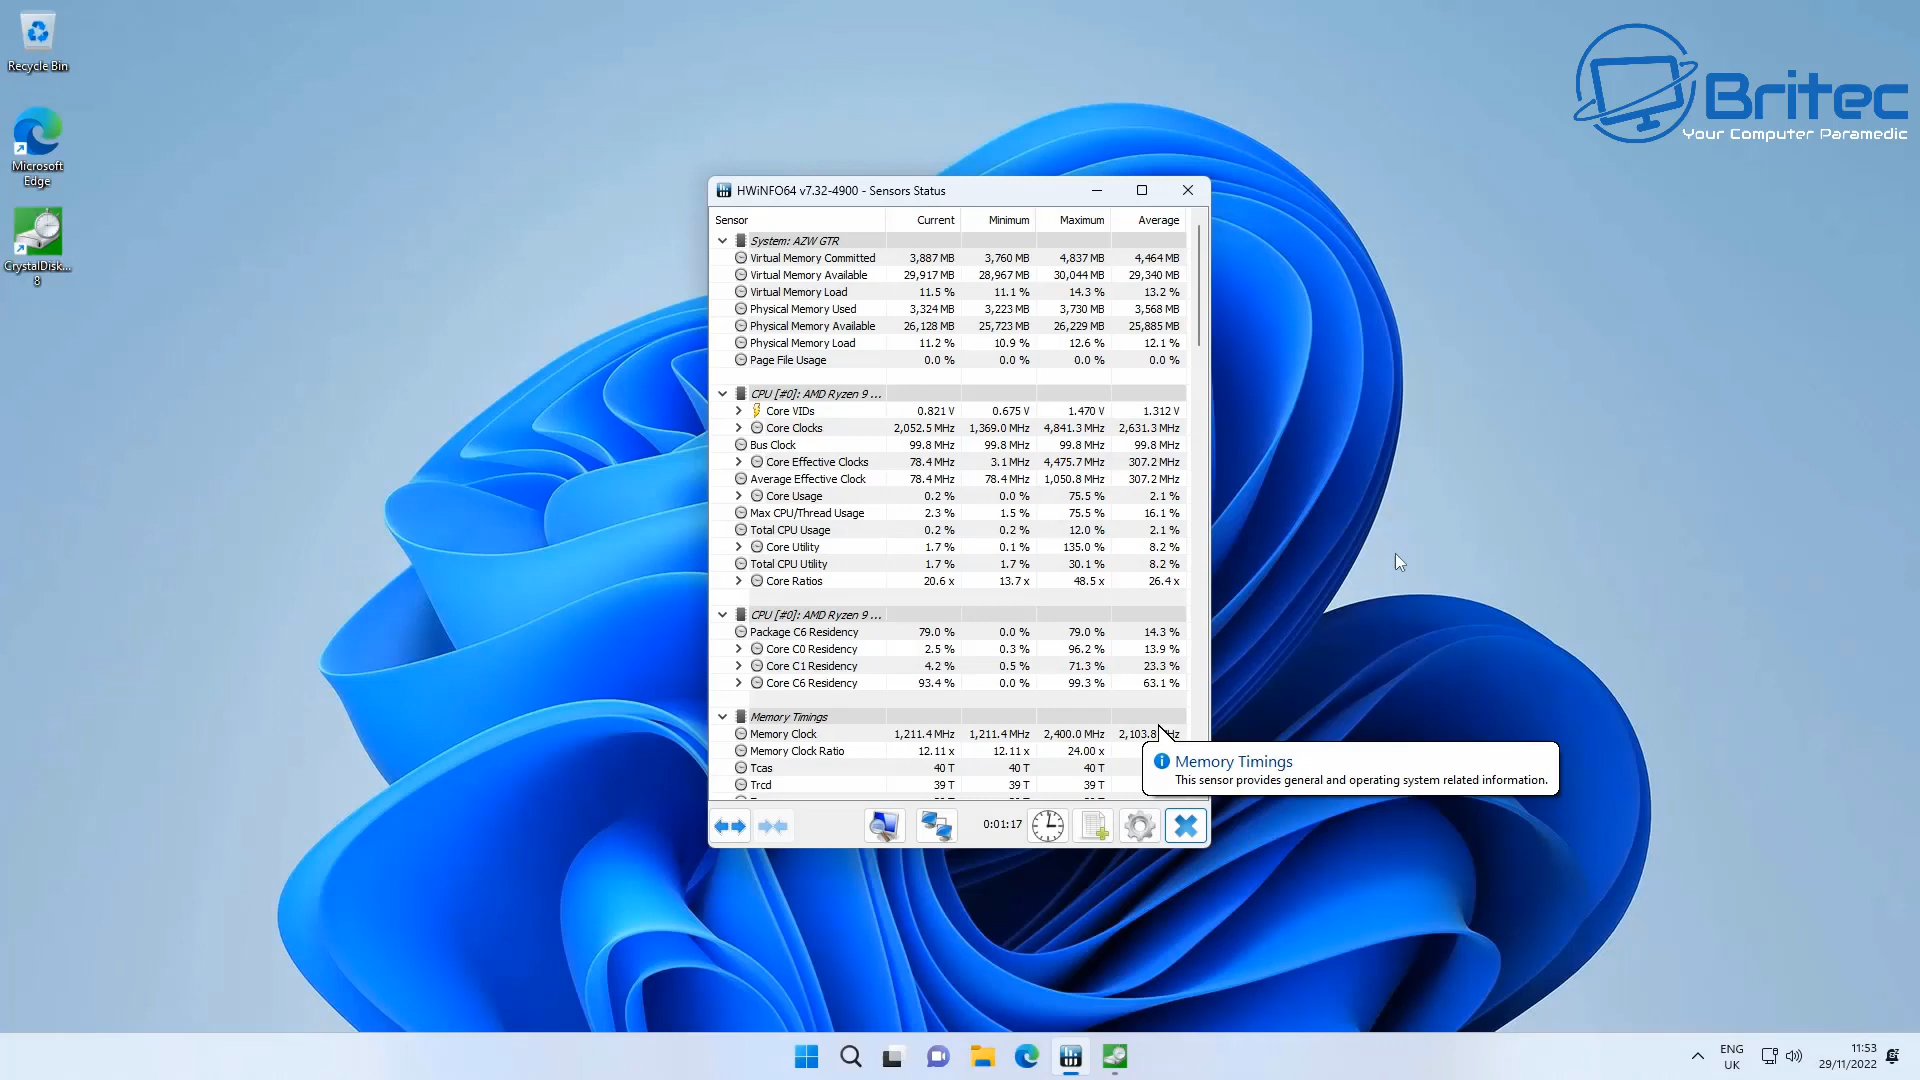 Recycle Bin
Microsoft
Edge
CrystalDisk...
8
Britec
Your Computer Paramedic
HWiNFO64 v7.32-4900 - Sensors Status
Sensor Current Minimum Maximum Average
System: AZW GTR
Virtual Memory Committed 3,887 MB 3,760 MB 4,837 MB 4,464 MB
Virtual Memory Available 29,917 MB 28,967 MB 30,044 MB 29,340 MB
Virtual Memory Load 11.5 % 11.1 % 14.3 % 13.2 %
Physical Memory Used 3,324 MB 3,223 MB 3,730 MB 3,568 MB
Physical Memory Available 26,128 MB 25,723 MB 26,229 MB 25,885 MB
Physical Memory Load 11.2 % 10.9 % 12.6 % 12.1 %
Page File Usage 0.0 % 0.0 % 0.0 % 0.0 %
CPU [#0]: AMD Ryzen 9 ...
Core VIDs 0.821 V 0.675 V 1.470 V 1.312 V
Core Clocks 2,052.5 MHz 1,369.0 MHz 4,841.3 MHz 2,631.3 MHz
Bus Clock 99.8 MHz 99.8 MHz 99.8 MHz 99.8 MHz
Core Effective Clocks 78.4 MHz 3.1 MHz 4,475.7 MHz 307.2 MHz
Average Effective Clock 78.4 MHz 78.4 MHz 1,050.8 MHz 307.2 MHz
Core Usage 0.2 % 0.0 % 75.5 % 2.1 %
Max CPU/Thread Usage 2.3 % 1.5 % 75.5 % 16.1 %
Total CPU Usage 0.2 % 0.2 % 12.0 % 2.1 %
Core Utility 1.7 % 0.1 % 135.0 % 8.2 %
Total CPU Utility 1.7 % 1.7 % 30.1 % 8.2 %
Core Ratios 20.6 x 13.7 x 48.5 x 26.4 x
CPU [#0]: AMD Ryzen 9 ...
Package C6 Residency 79.0 % 0.0 % 79.0 % 14.3 %
Core C0 Residency 2.5 % 0.3 % 96.2 % 13.9 %
Core C1 Residency 4.2 % 0.5 % 71.3 % 23.3 %
Core C6 Residency 93.4 % 0.0 % 99.3 % 63.1 %
Memory Timings
Memory Clock 1,211.4 MHz 1,211.4 MHz 2,400.0 MHz
Memory Clock Ratio 12.11 x 12.11 x 24.00 x
Tcas 40 T 40 T 40 T
Trcd 39 T 39 T 39 T
Memory Timings
This sensor provides general and operating system related information.
0:01:17
ENG
UK
11:53
29/11/2022